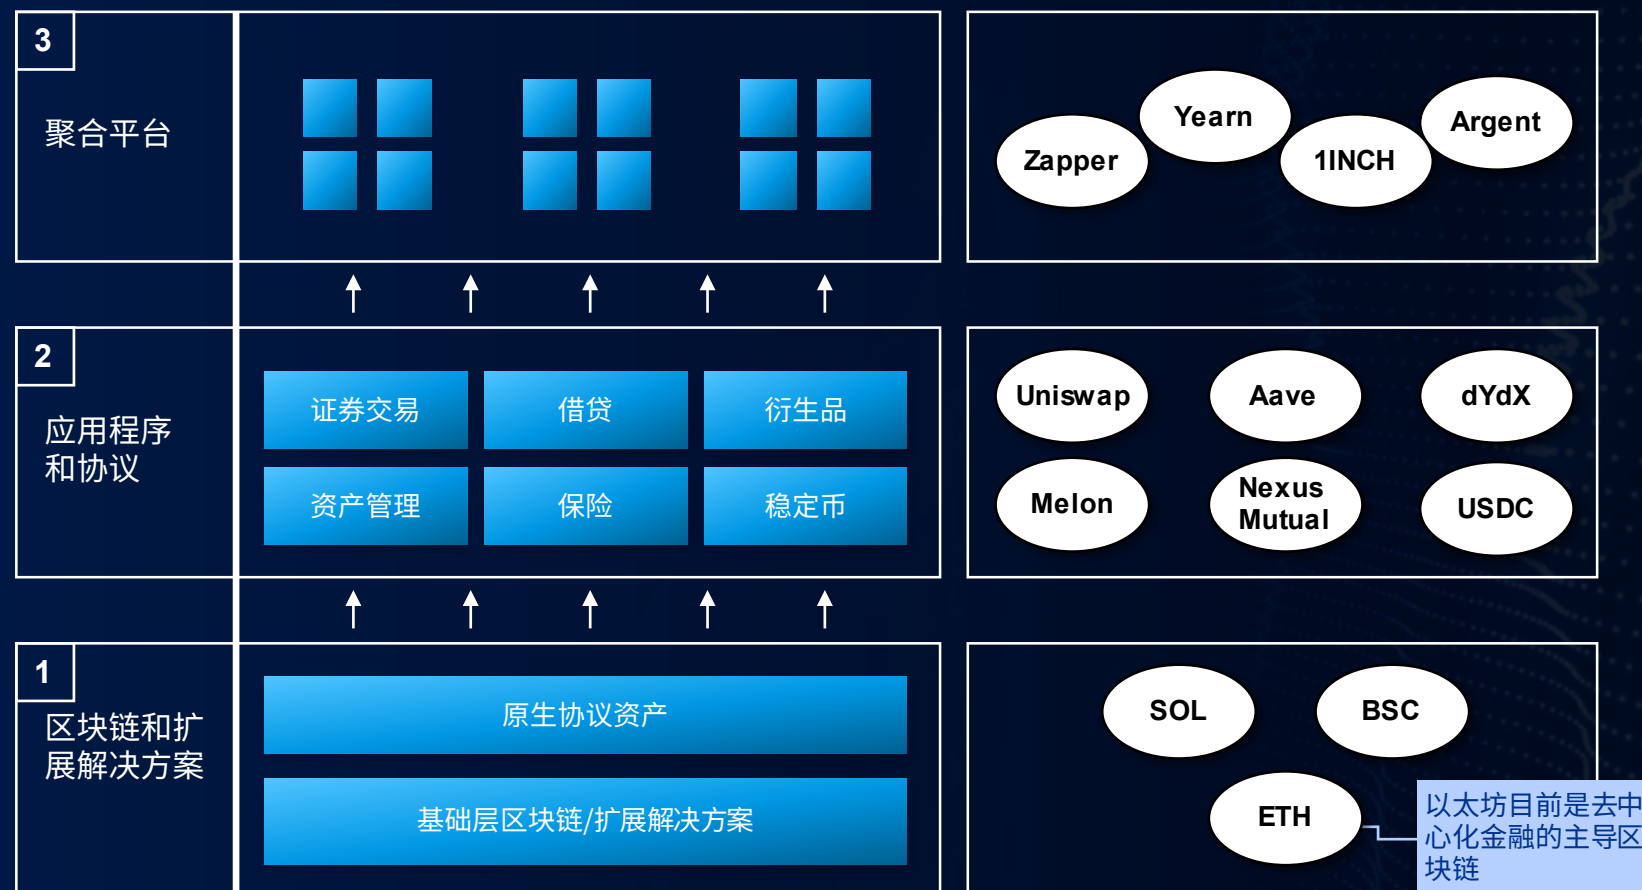 3
聚合平台
Zapper
Yearn
1INCH
Argent
2
应用程序
和协议
证券交易
借贷
衍生品
资产管理
保险
稳定币
Uniswap
Aave
dYdX
Melon
Nexus
Mutual
USDC
1
区块链和扩
展解决方案
原生协议资产
基础层区块链/扩展解决方案
SOL
BSC
ETH
以太坊目前是去中
心化金融的主导区
块链